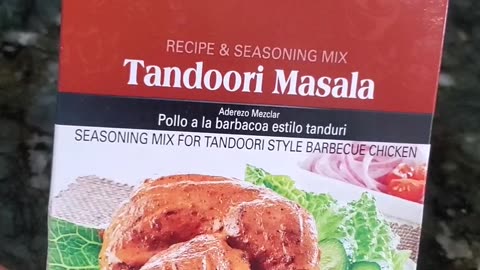 RECIPE & SEASONING MIX
Tandoori Masala
Aderezo Mezclar
Pollo a la barbacoa estilo tanduri
SEASONING MIX FOR TANDOORI STYLE BARBECUE CHICKEN